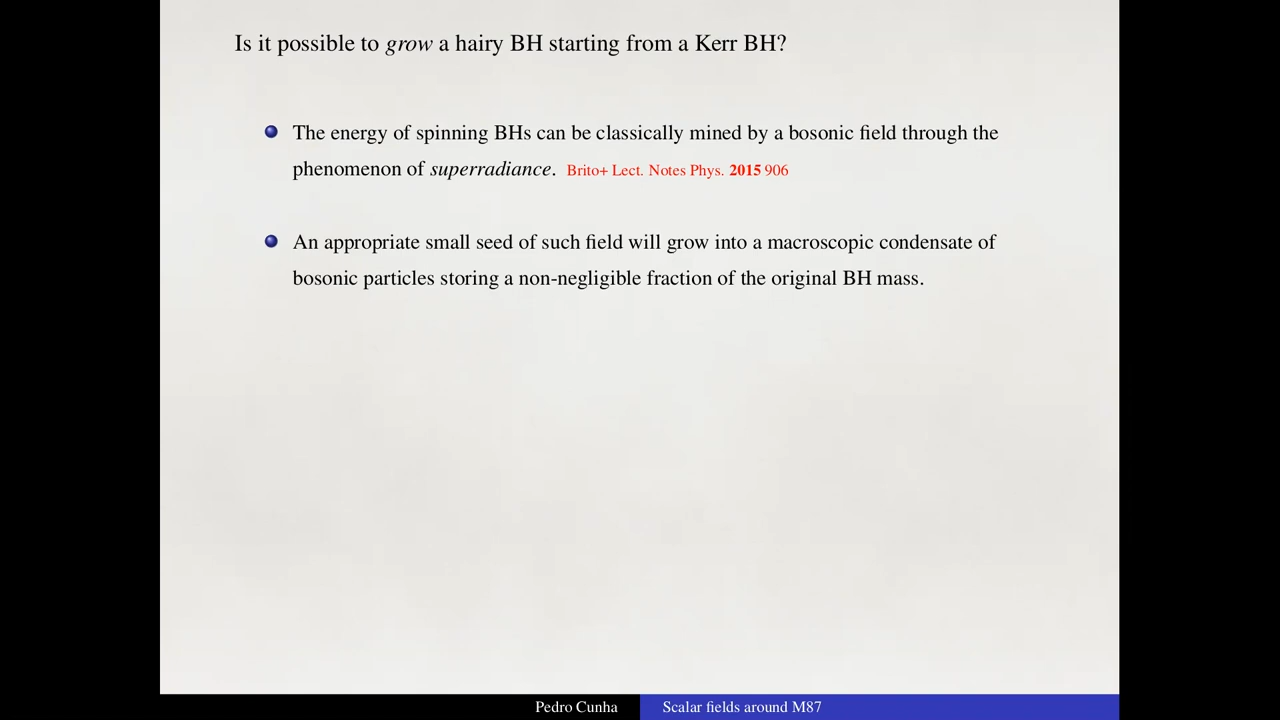 Is it possible to grow a hairy BH starting from a Kerr BH?
The energy of spinning BHs can be classically mined by a bosonic field through the
phenomenon of superradiance. Brito+ Lect. Notes Phys. 2015 906
An appropriate small seed of such field will grow into a macroscopic condensate of
bosonic particles storing a non-negligible fraction of the original BH mass.
Pedro Cunha Scalar fields around M87